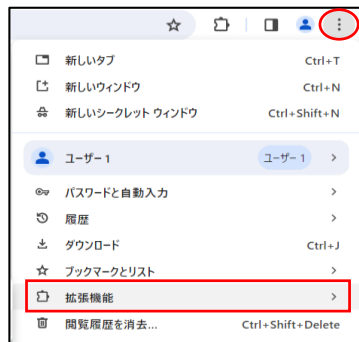 新しいタブ Ctrl+T
新しいウィンドウ Ctrl+N
新しいシークレット ウィンドウ Ctrl+Shift+N
ユーザー 1 ユーザー 1
パスワードと自動入力
履歴
ダウンロード Ctrl+J
ブックマークとリスト
拡張機能
閲覧履歴を消去... Ctrl+Shift+Delete